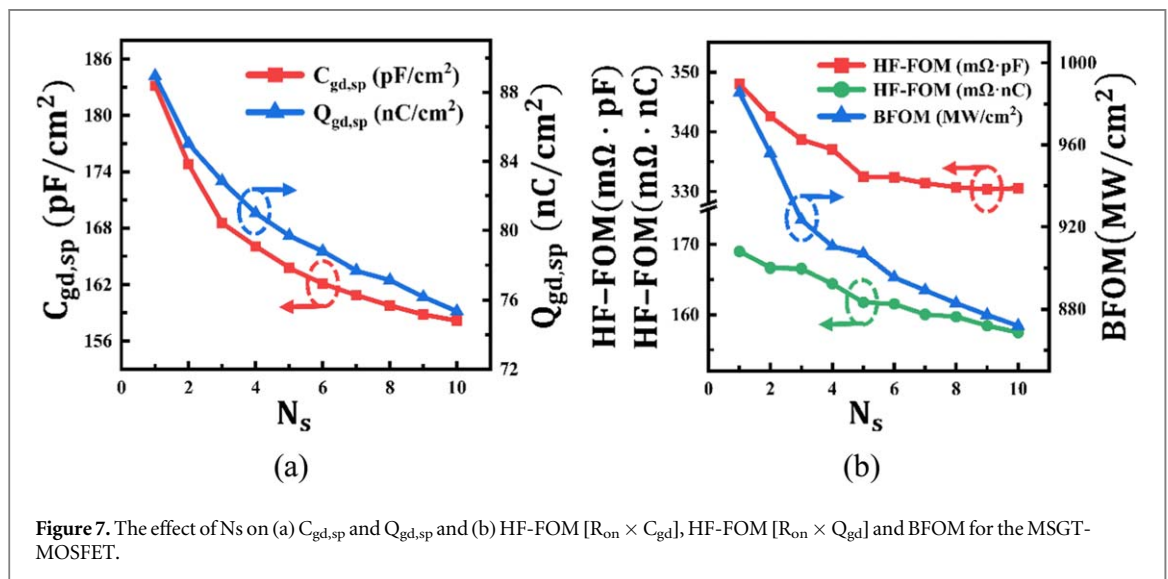 186
180
174
168
162
156
C_gd,sp (pF/cm²)
C_gd,sp (pF/cm²)
Q_gd,sp (nC/cm²)
88
84
80
76
72
Q_gd,sp (nC/cm²)
0 2 4 6 8 10
N_s
(a)
HF-FOM(mΩ·pF)
HF-FOM(mΩ·nC)
350
340
330
170
160
HF-FOM (mΩ·pF)
HF-FOM (mΩ·nC)
BFOM (MW/cm²)
1000
960
920
880
BFOM(MW/cm²)
0 2 4 6 8 10
N_s
(b)
Figure 7. The effect of Ns on (a) C_gd,sp and Q_gd,sp and (b) HF-FOM [R_on × C_gd], HF-FOM [R_on × Q_gd] and BFOM for the MSGT-
MOSFET.